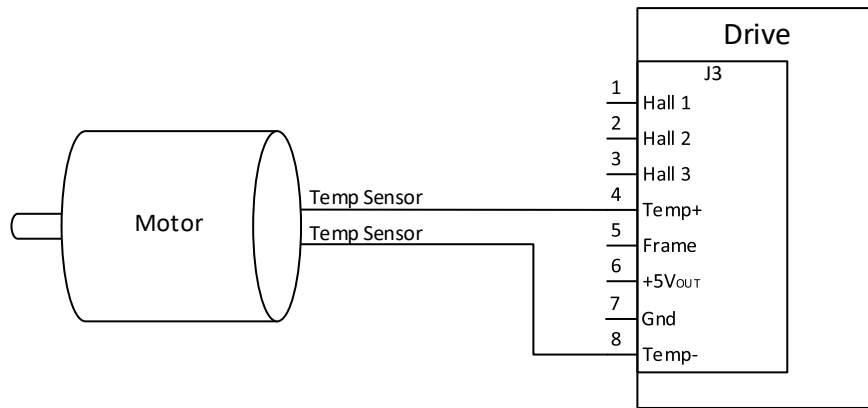 Drive
J3
1 Hall 1
2 Hall 2
3 Hall 3
Temp Sensor
4 Temp+
Motor
Temp Sensor
5 Frame
6 +5VOUT
7 Gnd
8 Temp-